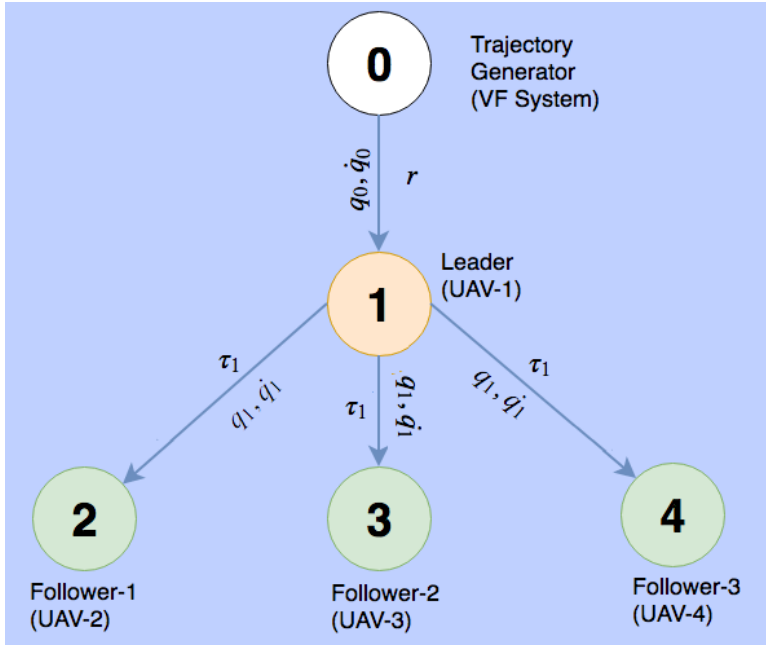 0
Trajectory
Generator
(VF System)
q₀, q̇₀
r
Leader
(UAV-1)
1
τ₁
q₁, q̇₁
τ₁
q₁, q̇₁
τ₁
q₁, q̇₁
2
3
4
Follower-1
(UAV-2)
Follower-2
(UAV-3)
Follower-3
(UAV-4)